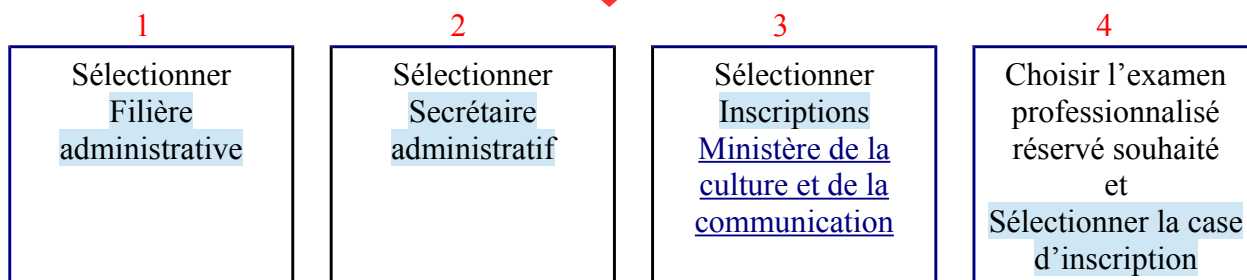 1
Sélectionner
Filière
administrative
2
Sélectionner
Secrétaire
administratif
3
Sélectionner
Inscriptions
Ministère de la
culture et de la
communication
4
Choisir l’examen
professionnalisé
réservé souhaité
et
Sélectionner la case
d’inscription